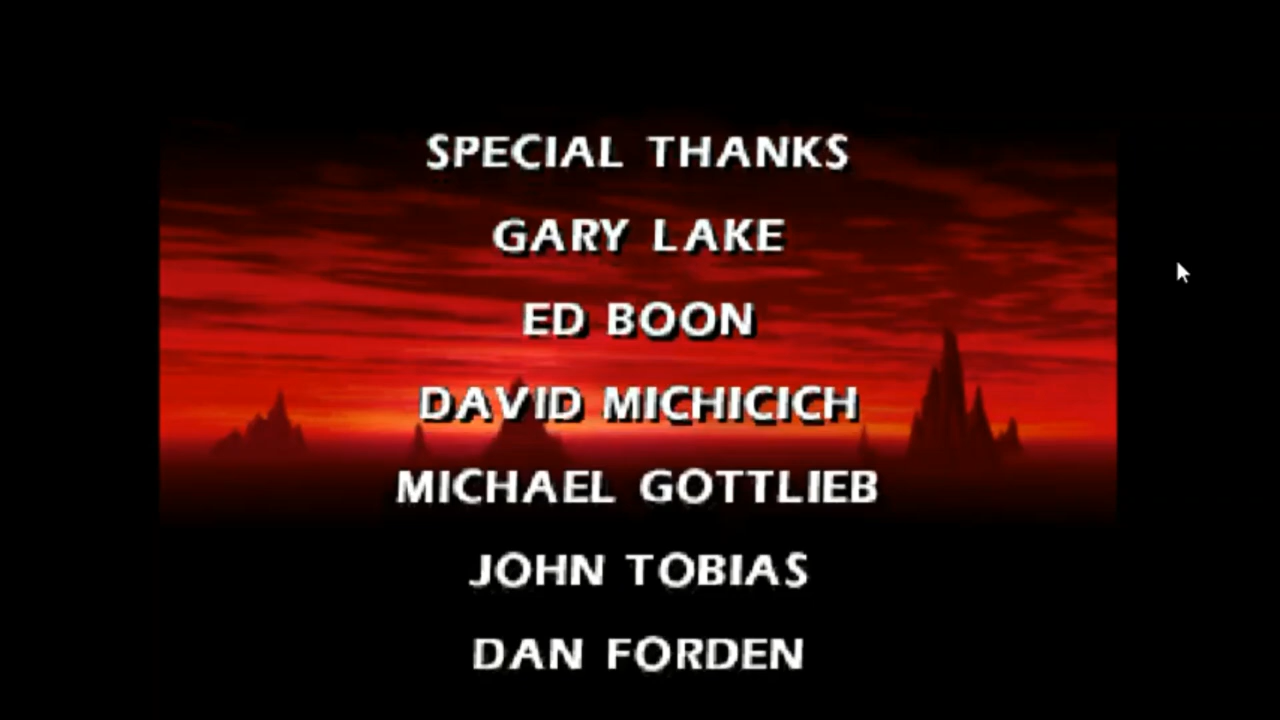 SPECIAL THANKS
GARY LAKE
ED BOON
DAVID MICHICICH
MICHAEL GOTTLIEB
JOHN TOBIAS
DAN FORDEN